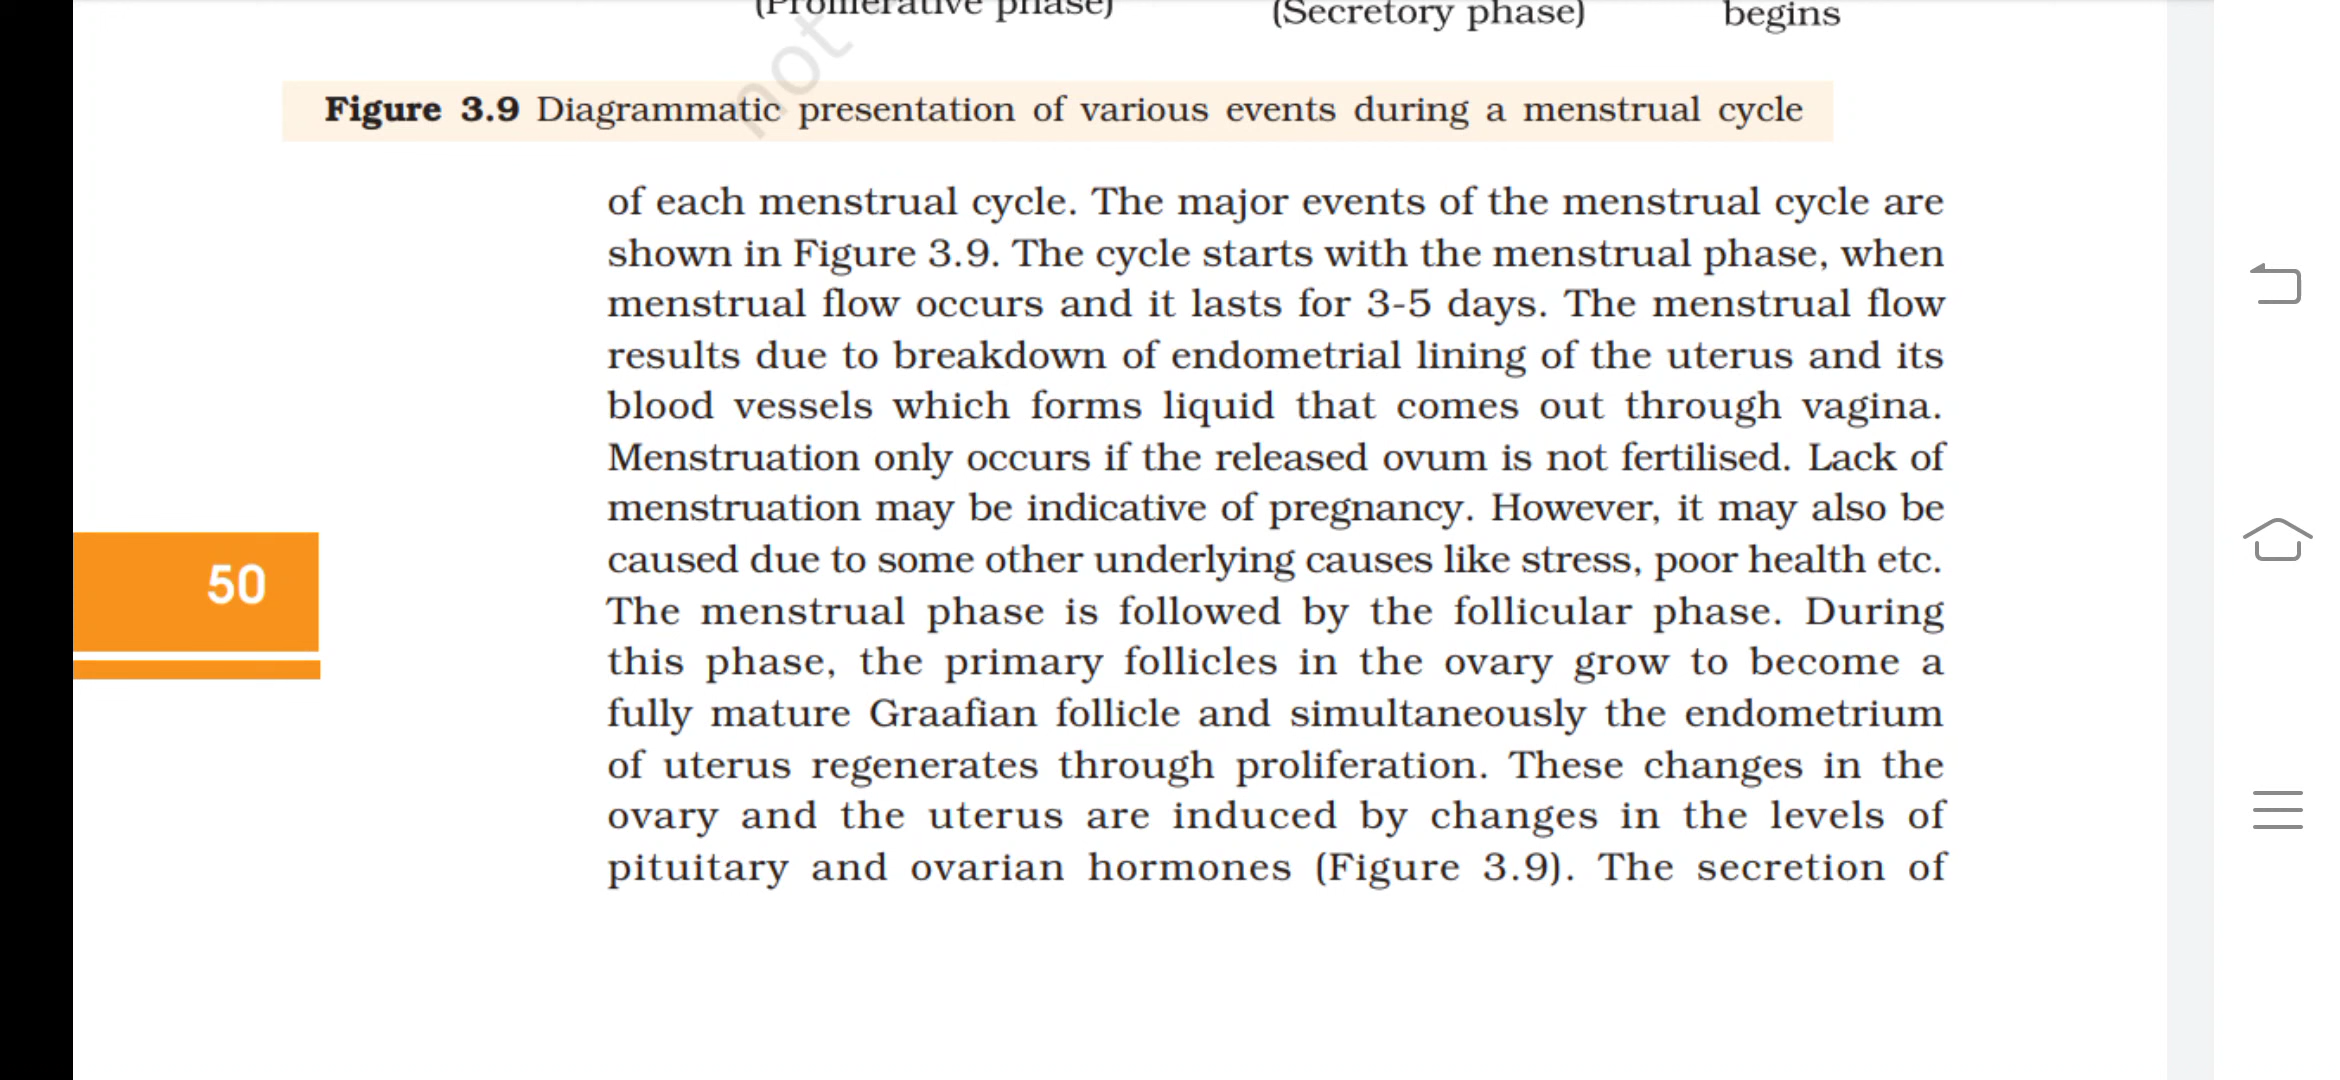 (Proliferative phase) (Secretory phase) begins
not
Figure 3.9 Diagrammatic presentation of various events during a menstrual cycle
of each menstrual cycle. The major events of the menstrual cycle are
shown in Figure 3.9. The cycle starts with the menstrual phase, when
menstrual flow occurs and it lasts for 3-5 days. The menstrual flow
results due to breakdown of endometrial lining of the uterus and its
blood vessels which forms liquid that comes out through vagina.
Menstruation only occurs if the released ovum is not fertilised. Lack of
menstruation may be indicative of pregnancy. However, it may also be
caused due to some other underlying causes like stress, poor health etc.
The menstrual phase is followed by the follicular phase. During
this phase, the primary follicles in the ovary grow to become a
fully mature Graafian follicle and simultaneously the endometrium
of uterus regenerates through proliferation. These changes in the
ovary and the uterus are induced by changes in the levels of
pituitary and ovarian hormones (Figure 3.9). The secretion of
50